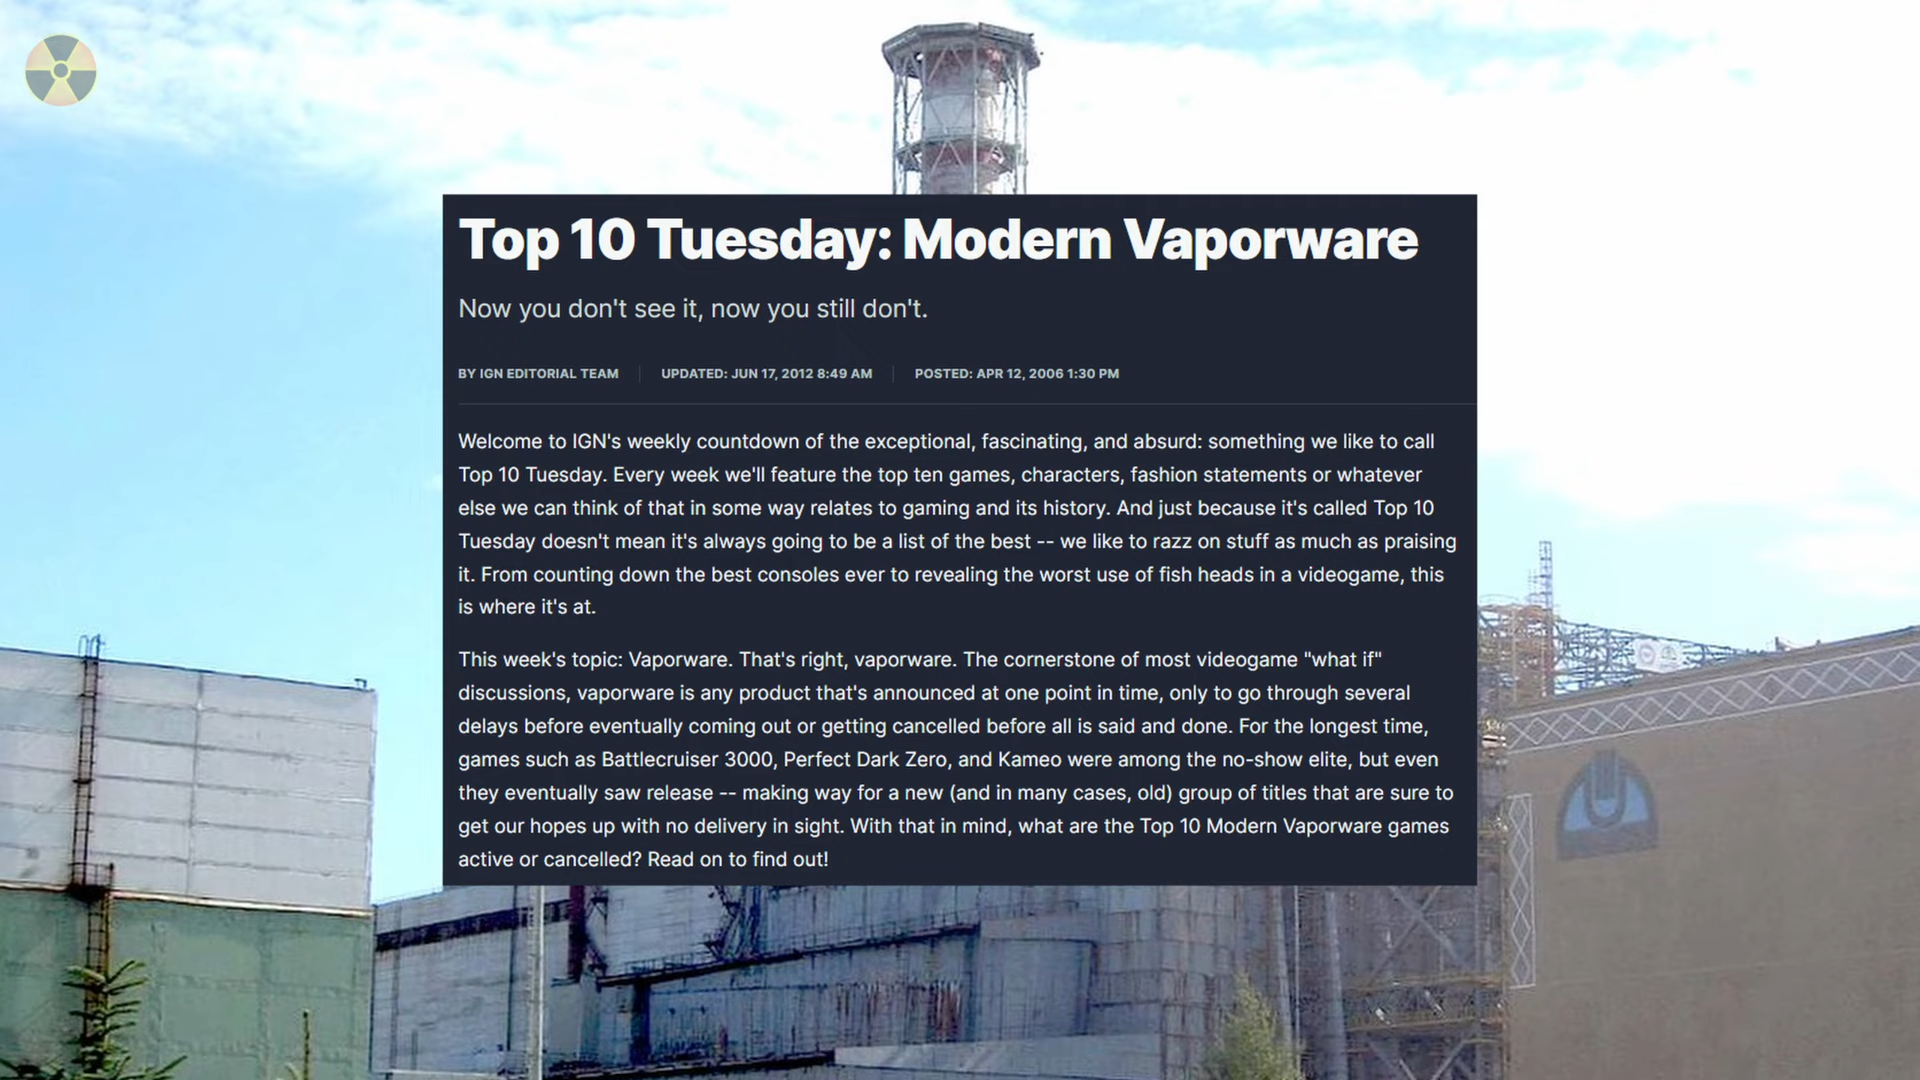 Top 10 Tuesday: Modern Vaporware
Now you don't see it, now you still don't.
BY IGN EDITORIAL TEAM
UPDATED: JUN 17, 2012 8:49 AM
POSTED: APR 12, 2006 1:30 PM
Welcome to IGN's weekly countdown of the exceptional, fascinating, and absurd: something we like to call
Top 10 Tuesday. Every week we'll feature the top ten games, characters, fashion statements or whatever
else we can think of that in some way relates to gaming and its history. And just because it's called Top 10
Tuesday doesn't mean it's always going to be a list of the best -- we like to razz on stuff as much as praising
it. From counting down the best consoles ever to revealing the worst use of fish heads in a videogame, this
is where it's at.
This week's topic: Vaporware. That's right, vaporware. The cornerstone of most videogame "what if"
discussions, vaporware is any product that's announced at one point in time, only to go through several
delays before eventually coming out or getting cancelled before all is said and done. For the longest time,
games such as Battlecruiser 3000, Perfect Dark Zero, and Kameo were among the no-show elite, but even
they eventually saw release -- making way for a new (and in many cases, old) group of titles that are sure to
get our hopes up with no delivery in sight. With that in mind, what are the Top 10 Modern Vaporware games
active or cancelled? Read on to find out!